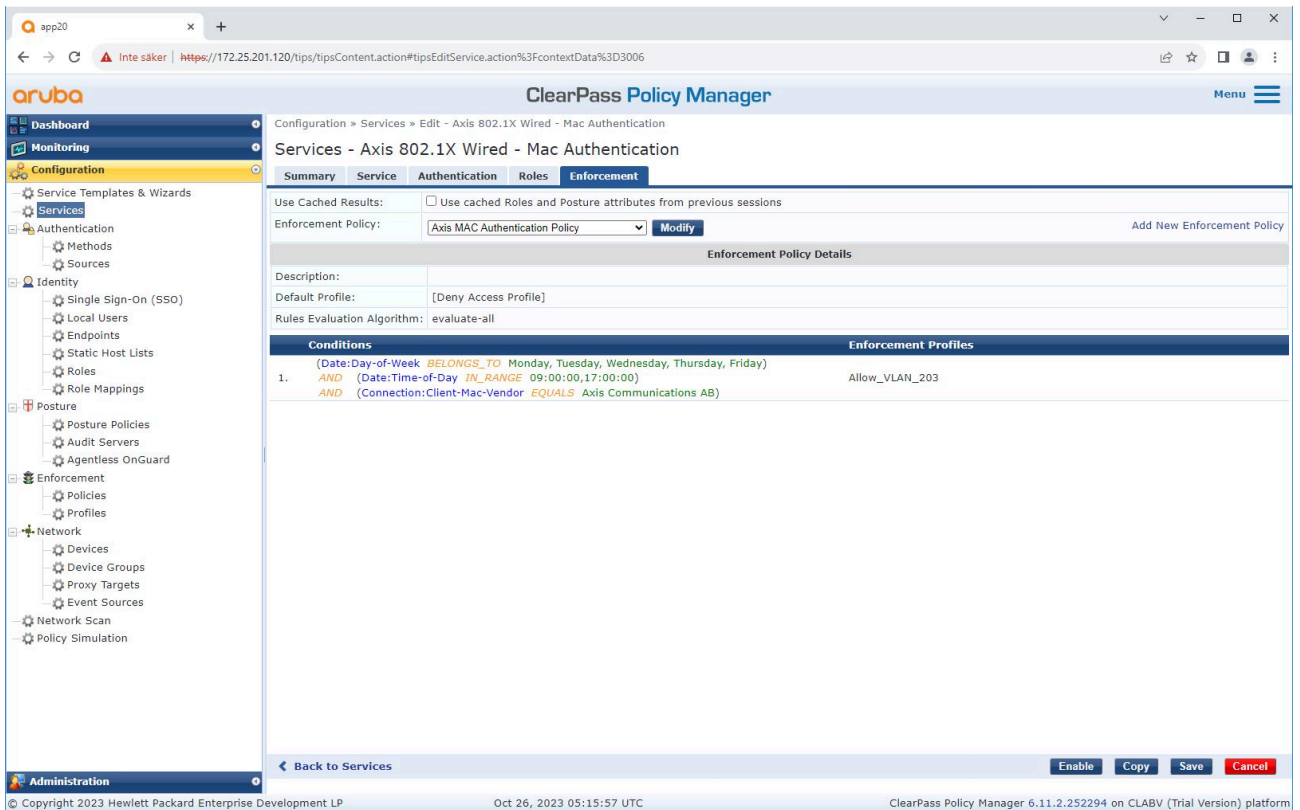 app20
Inte säker | https://172.25.201.120/tips/tipsContent.action#tipsEditService.action%3FcontextData%3D3006
aruba
ClearPass Policy Manager
Menu
Dashboard
Monitoring
Configuration
Service Templates & Wizards
Services
Authentication
Methods
Sources
Identity
Single Sign-On (SSO)
Local Users
Endpoints
Static Host Lists
Roles
Role Mappings
Posture
Posture Policies
Audit Servers
Agentless OnGuard
Enforcement
Policies
Profiles
Network
Devices
Device Groups
Proxy Targets
Event Sources
Network Scan
Policy Simulation
Administration
Configuration » Services » Edit - Axis 802.1X Wired - Mac Authentication
Services - Axis 802.1X Wired - Mac Authentication
Summary Service Authentication Roles Enforcement
Use Cached Results: Use cached Roles and Posture attributes from previous sessions
Enforcement Policy: Axis MAC Authentication Policy Modify Add New Enforcement Policy
Enforcement Policy Details
Description:
Default Profile: [Deny Access Profile]
Rules Evaluation Algorithm: evaluate-all
Conditions Enforcement Profiles
(Date:Day-of-Week BELONGS_TO Monday, Tuesday, Wednesday, Thursday, Friday)
1. AND (Date:Time-of-Day IN_RANGE 09:00:00,17:00:00) Allow_VLAN_203
AND (Connection:Client-Mac-Vendor EQUALS Axis Communications AB)
Back to Services Enable Copy Save Cancel
© Copyright 2023 Hewlett Packard Enterprise Development LP Oct 26, 2023 05:15:57 UTC ClearPass Policy Manager 6.11.2.252294 on CLABV (Trial Version) platform